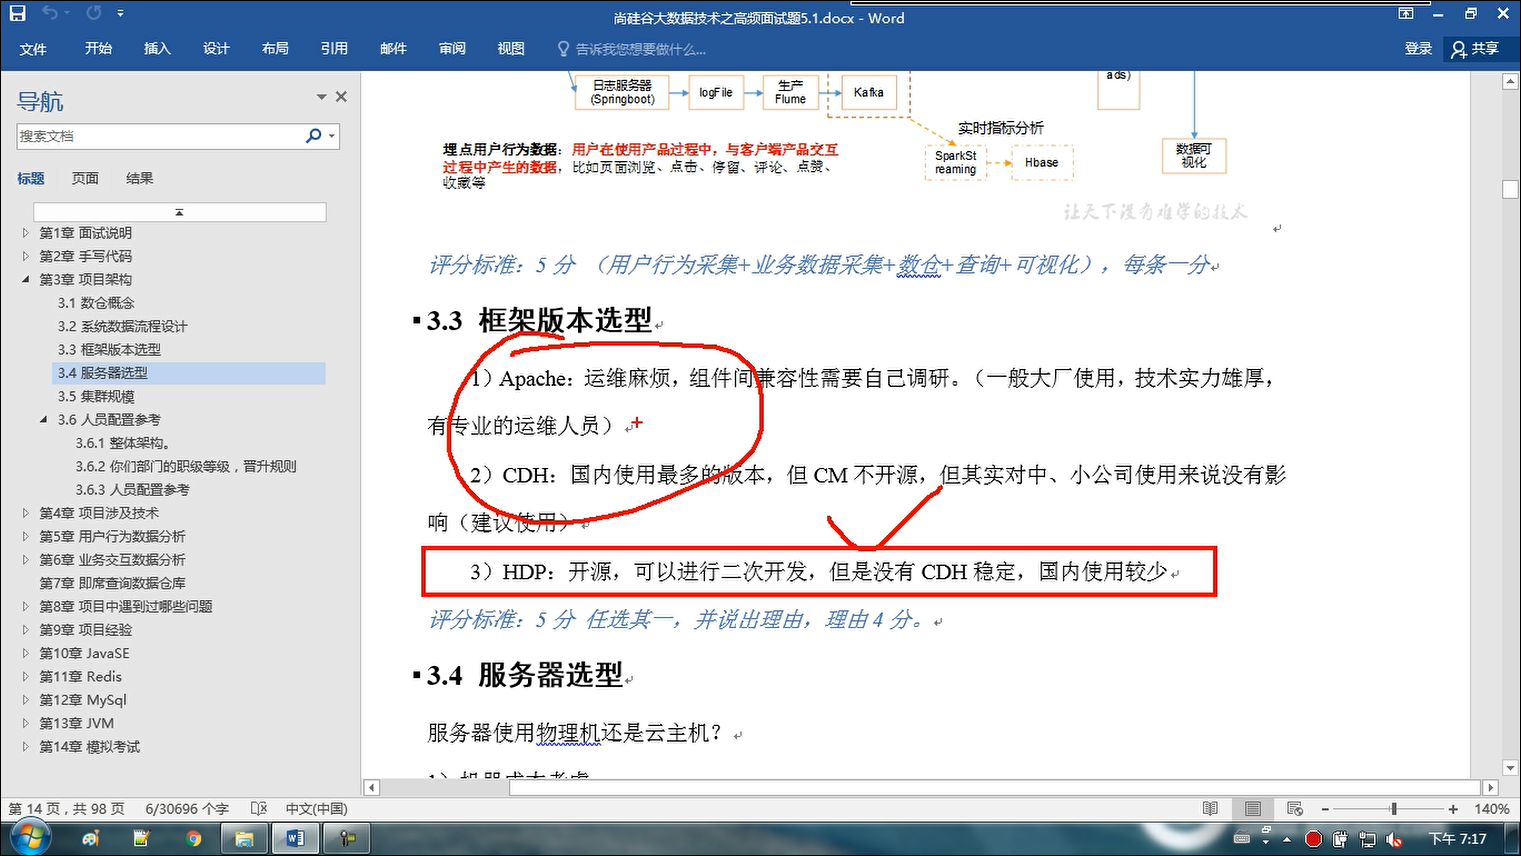 尚硅谷大数据技术之高频面试题5.1.docx - Word
文件 开始 插入 设计 布局 引用 邮件 审阅 视图 告诉我您想要做什么... 登录 共享
导航
搜索文档
标题 页面 结果
第1章 面试说明
第2章 手写代码
第3章 项目架构
3.1 数仓概念
3.2 系统数据流程设计
3.3 框架版本选型
3.4 服务器选型
3.5 集群规模
3.6 人员配置参考
3.6.1 整体架构。
3.6.2 你们部门的职级等级，晋升规则
3.6.3 人员配置参考
第4章 项目涉及技术
第5章 用户行为数据分析
第6章 业务交互数据分析
第7章 即席查询数据仓库
第8章 项目中遇到过哪些问题
第9章 项目经验
第10章 JavaSE
第11章 Redis
第12章 MySql
第13章 JVM
第14章 模拟考试
日志服务器
(Springboot)
logFile
生产
Flume
Kafka
ads)
实时指标分析
SparkSt
reaming
Hbase
数据可
视化
埋点用户行为数据：用户在使用产品过程中，与客户端产品交互
过程中产生的数据，比如页面浏览、点击、停留、评论、点赞、
收藏等
让天下没有难学的技术
评分标准：5 分 （用户行为采集+业务数据采集+数仓+查询+可视化），每条一分
3.3 框架版本选型
1）Apache：运维麻烦，组件间兼容性需要自己调研。（一般大厂使用，技术实力雄厚，
有专业的运维人员）
2）CDH：国内使用最多的版本，但 CM 不开源，但其实对中、小公司使用来说没有影
响（建议使用）
3）HDP：开源，可以进行二次开发，但是没有 CDH 稳定，国内使用较少
评分标准：5 分 任选其一，并说出理由，理由 4 分。
3.4 服务器选型
服务器使用物理机还是云主机？
1）机器成本考虑
第 14 页，共 98 页 6/30696 个字 中文(中国) 140%
下午 7:17